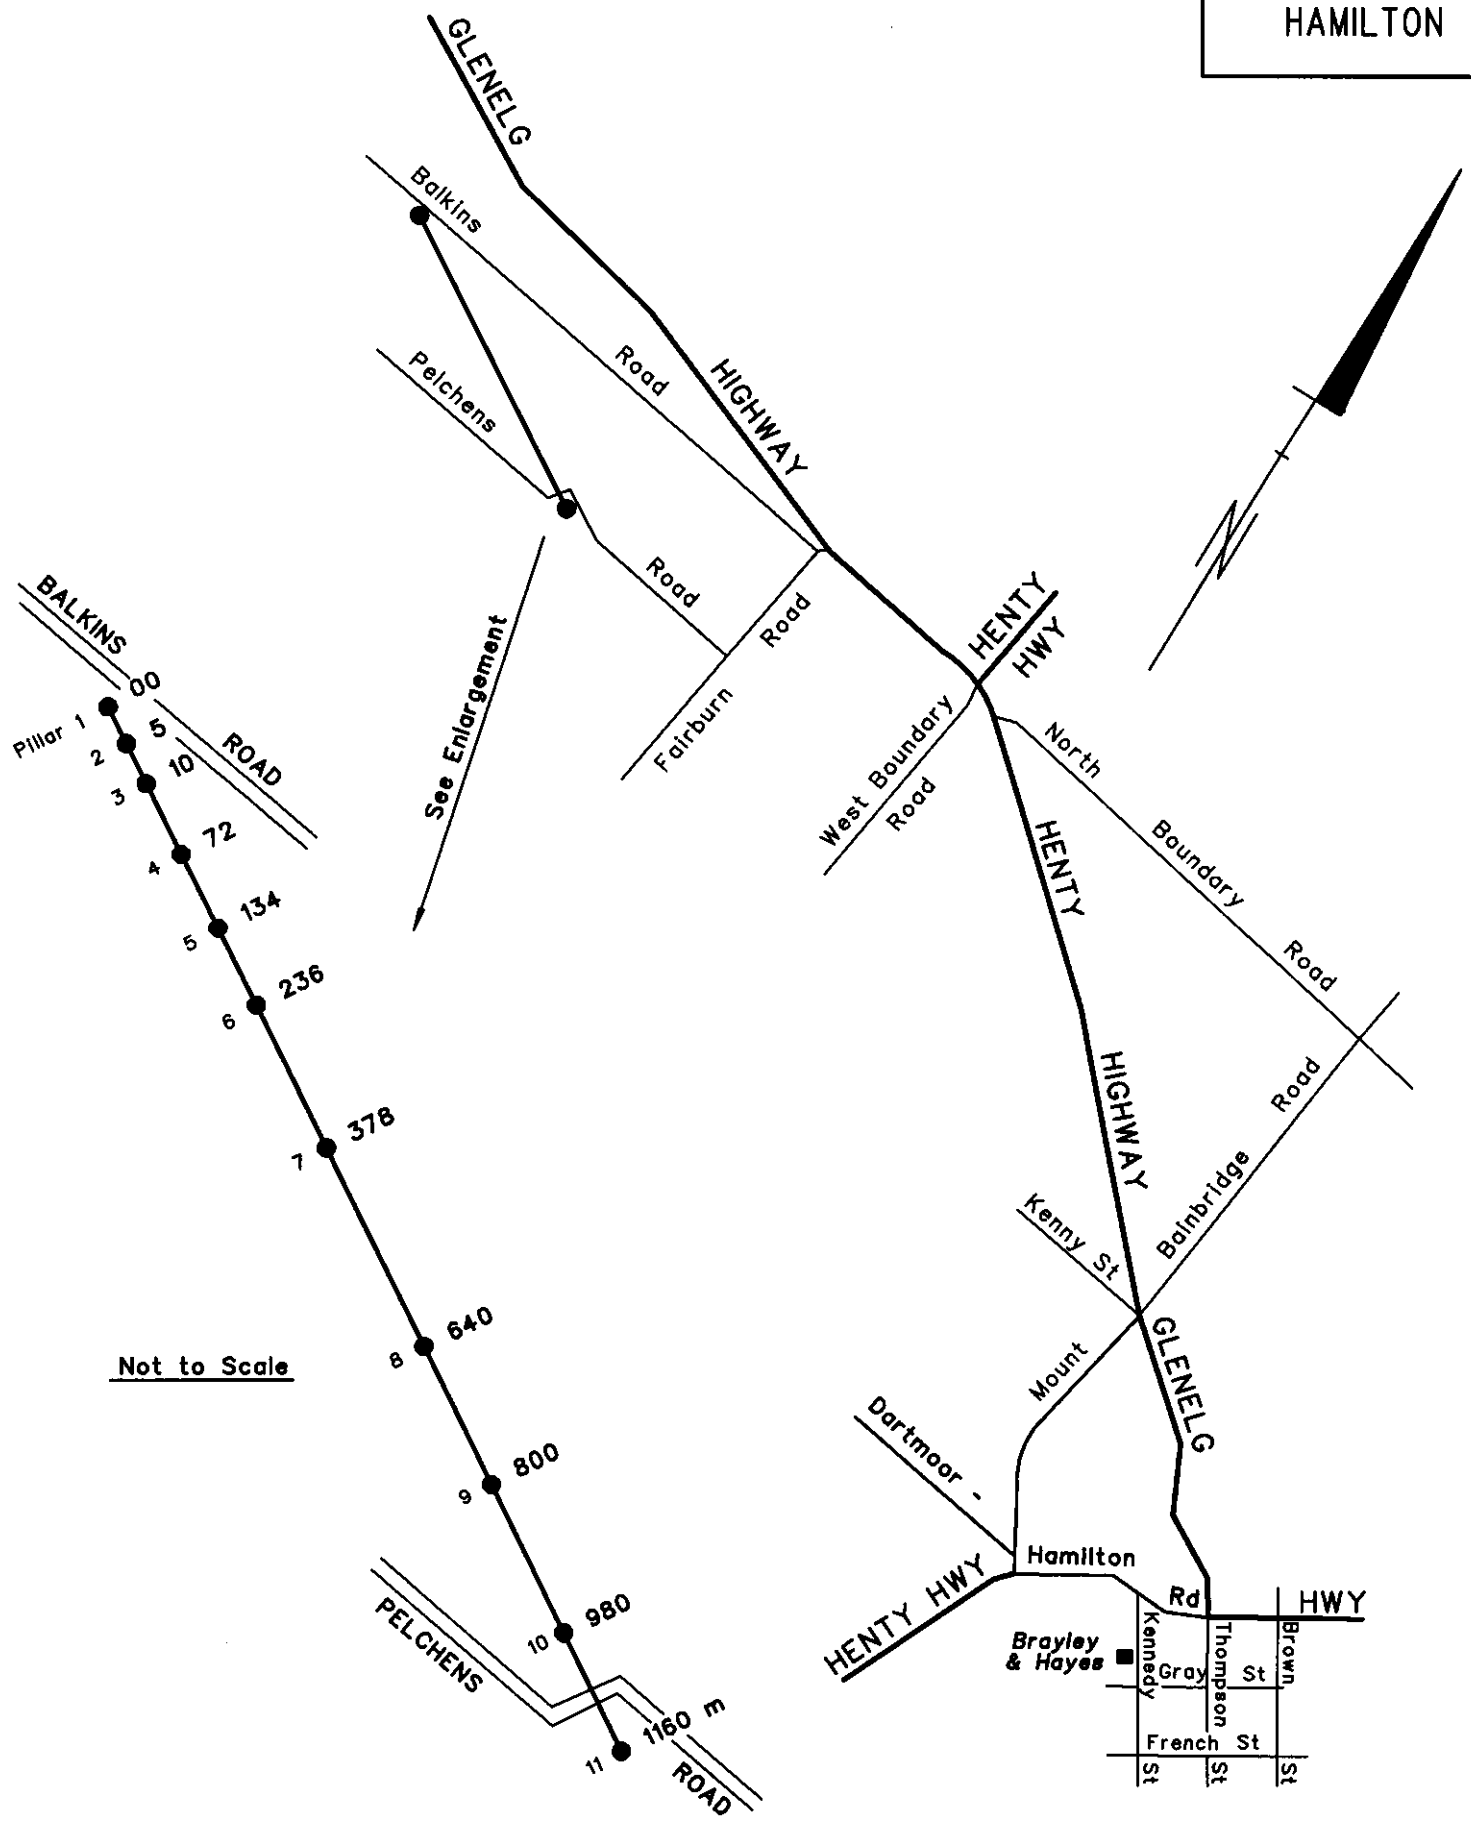 HAMILTON
GLENELG
HIGHWAY
Balkins
Road
Pelchens
Road
Fairburn
Road
HENTY
HWY
West Boundary
Road
North
Boundary
Road
HENTY
HIGHWAY
N
See Enlargement
BALKINS
ROAD
Pillar 1
00
2
5
3
10
4
72
5
134
6
236
7
378
8
640
9
800
10
980
11
1160 m
PELCHENS
ROAD
Not to Scale
Kenny St
Mount
Bainbridge
Road
GLENELG
Dartmoor -
Hamilton
Rd
HENTY HWY
HWY
Brayley
& Hayes
Kennedy
St
Thompson
St
Brown
St
Gray St
French St